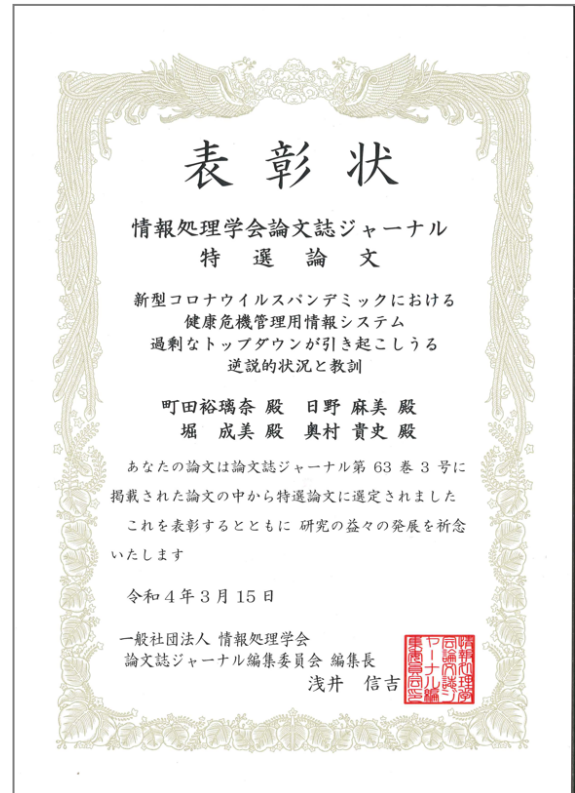 表彰状
情報処理学会論文誌ジャーナル
特選論文
新型コロナウイルスパンデミックにおける
健康危機管理用情報システム
過剰なトップダウンが引き起こしうる
逆説的状況と教訓
町田裕璃奈 殿 日野 麻美 殿
堀 成美 殿 奥村 貴史 殿
あなたの論文は論文誌ジャーナル第 63 巻 3 号に
掲載された論文の中から特選論文に選定されました
これを表彰するとともに 研究の益々の発展を祈念
いたします
令和 4 年 3 月 15 日
一般社団法人 情報処理学会
論文誌ジャーナル編集委員会 編集長
浅井 信吉